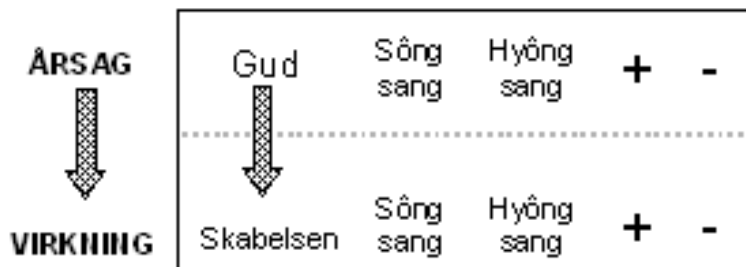 ÅRSAG Gud Sông sang Hyông sang + -
VIRKNING Skabelsen Sông sang Hyông sang + -